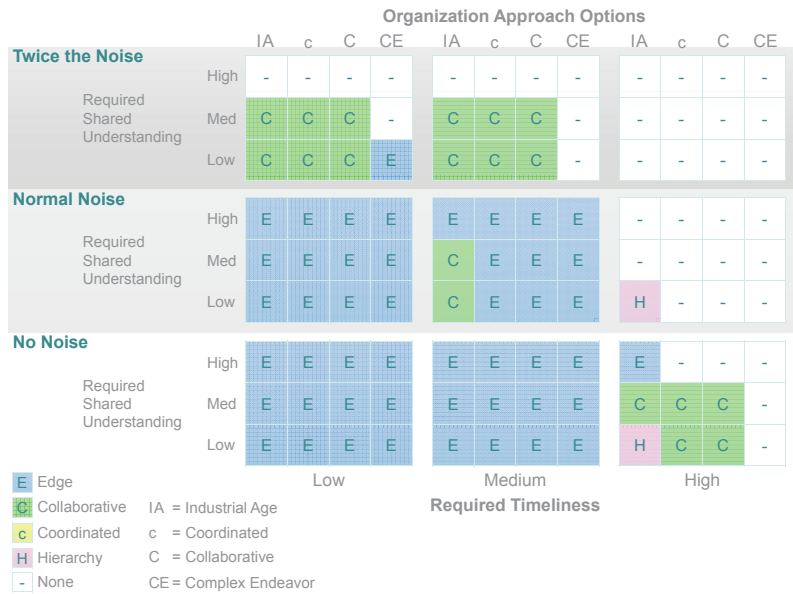 Organization Approach Options
IA c C CE IA c C CE IA c C CE
Twice the Noise
High - - - - - - - - - - - -
Required
Shared
Understanding
Med C C C - C C C - - - - -
Low C C C E C C C - - - - -
Normal Noise
High E E E E E E E E - - - -
Required
Shared
Understanding
Med E E E E C E E E - - - -
Low E E E E C E E E H - - -
No Noise
High E E E E E E E E E - - -
Required
Shared
Understanding
Med E E E E E E E E C C C -
Low E E E E E E E E H C C -
Low Medium High
Required Timeliness
E Edge
C Collaborative IA = Industrial Age
c Coordinated c = Coordinated
H Hierarchy C = Collaborative
- None CE = Complex Endeavor